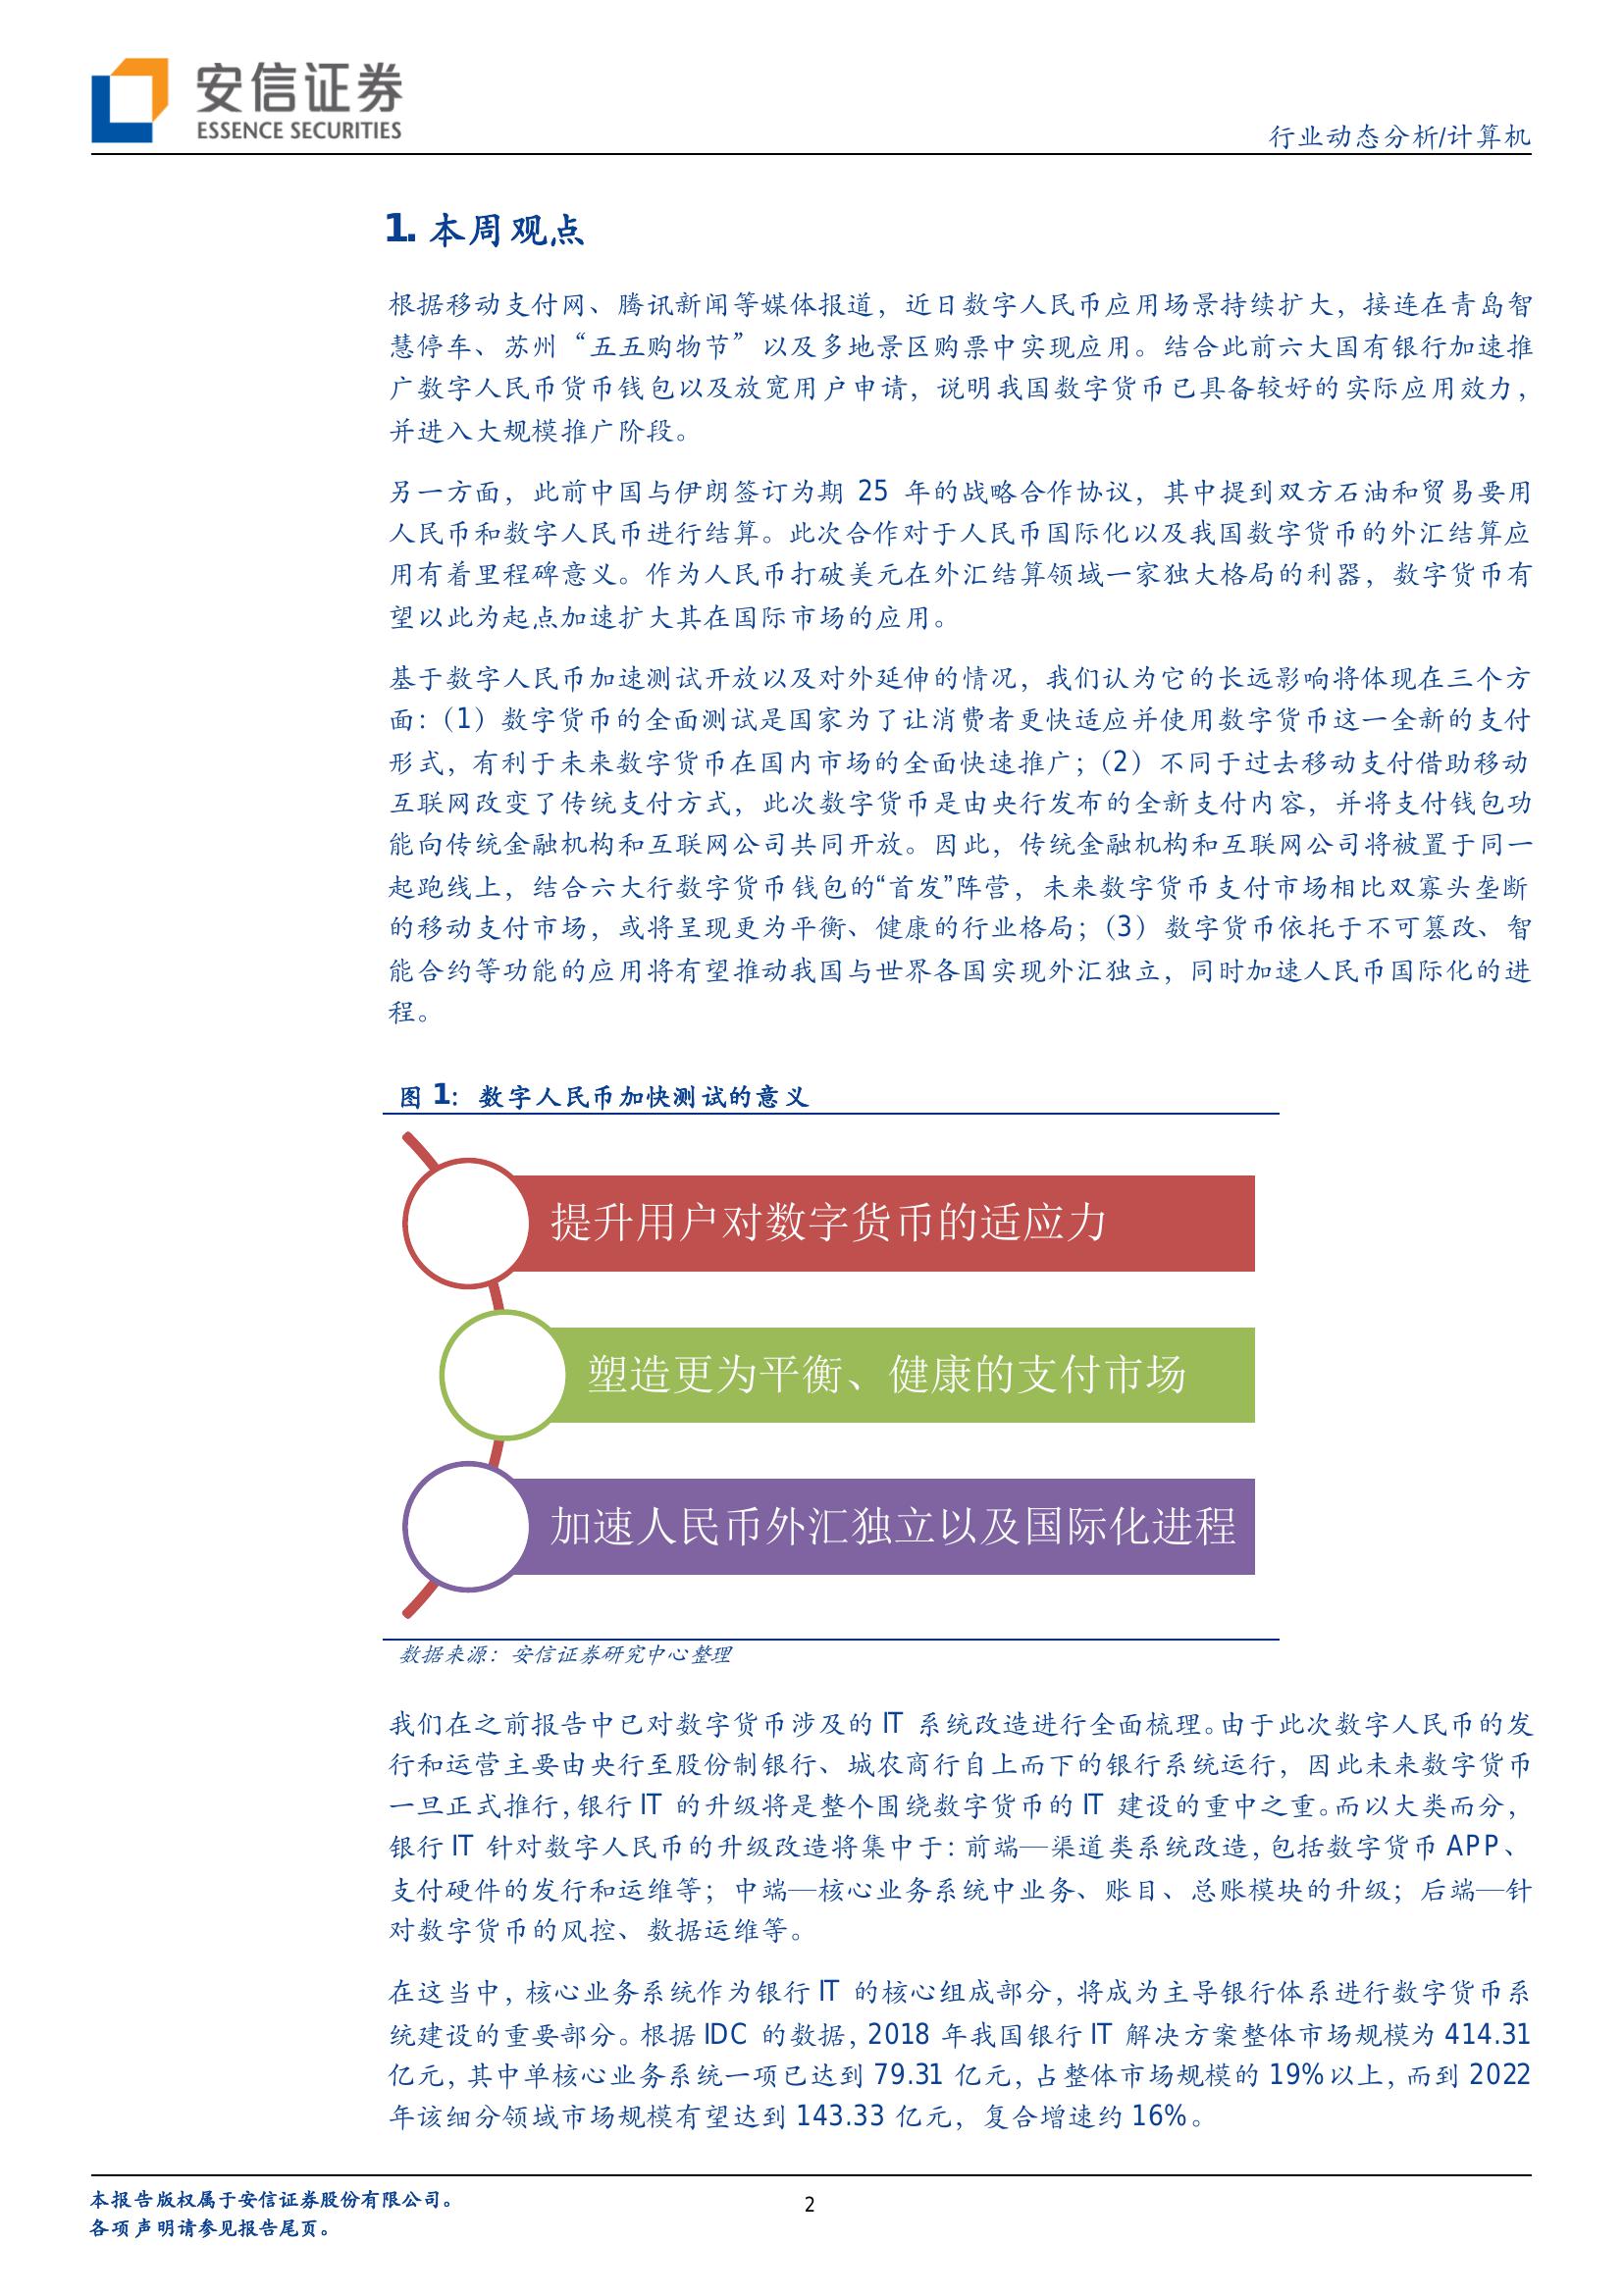 安信证券
ESSENCE SECURITIES
行业动态分析/计算机
1. 本周观点
根据移动支付网、腾讯新闻等媒体报道，近日数字人民币应用场景持续扩大，接连在青岛智
慧停车、苏州“五五购物节”以及多地景区购票中实现应用。结合此前六大国有银行加速推
广数字人民币货币钱包以及放宽用户申请，说明我国数字货币已具备较好的实际应用效力，
并进入大规模推广阶段。
另一方面，此前中国与伊朗签订为期 25 年的战略合作协议，其中提到双方石油和贸易要用
人民币和数字人民币进行结算。此次合作对于人民币国际化以及我国数字货币的外汇结算应
用有着里程碑意义。作为人民币打破美元在外汇结算领域一家独大格局的利器，数字货币有
望以此为起点加速扩大其在国际市场的应用。
基于数字人民币加速测试开放以及对外延伸的情况，我们认为它的长远影响将体现在三个方
面：（1）数字货币的全面测试是国家为了让消费者更快适应并使用数字货币这一全新的支付
形式，有利于未来数字货币在国内市场的全面快速推广；（2）不同于过去移动支付借助移动
互联网改变了传统支付方式，此次数字货币是由央行发布的全新支付内容，并将支付钱包功
能向传统金融机构和互联网公司共同开放。因此，传统金融机构和互联网公司将被置于同一
起跑线上，结合六大行数字货币钱包的“首发”阵营，未来数字货币支付市场相比双寡头垄断
的移动支付市场，或将呈现更为平衡、健康的行业格局；（3）数字货币依托于不可篡改、智
能合约等功能的应用将有望推动我国与世界各国实现外汇独立，同时加速人民币国际化的进
程。
图 1：数字人民币加快测试的意义
提升用户对数字货币的适应力
塑造更为平衡、健康的支付市场
加速人民币外汇独立以及国际化进程
数据来源：安信证券研究中心整理
我们在之前报告中已对数字货币涉及的 IT 系统改造进行全面梳理。由于此次数字人民币的发
行和运营主要由央行至股份制银行、城农商行自上而下的银行系统运行，因此未来数字货币
一旦正式推行，银行 IT 的升级将是整个围绕数字货币的 IT 建设的重中之重。而以大类而分，
银行 IT 针对数字人民币的升级改造将集中于：前端—渠道类系统改造，包括数字货币 APP、
支付硬件的发行和运维等；中端—核心业务系统中业务、账目、总账模块的升级；后端—针
对数字货币的风控、数据运维等。
在这当中，核心业务系统作为银行 IT 的核心组成部分，将成为主导银行体系进行数字货币系
统建设的重要部分。根据 IDC 的数据，2018 年我国银行 IT 解决方案整体市场规模为 414.31
亿元，其中单核心业务系统一项已达到 79.31 亿元，占整体市场规模的 19%以上，而到 2022
年该细分领域市场规模有望达到 143.33 亿元，复合增速约 16%。
本报告版权属于安信证券股份有限公司。
2
各项声明请参见报告尾页。